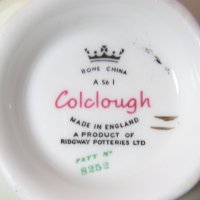 BONE CHINA
A 56 1
Colclough
MADE IN ENGLAND
A PRODUCT OF
RIDGWAY POTTERIES LTD
PATT Nº
8252